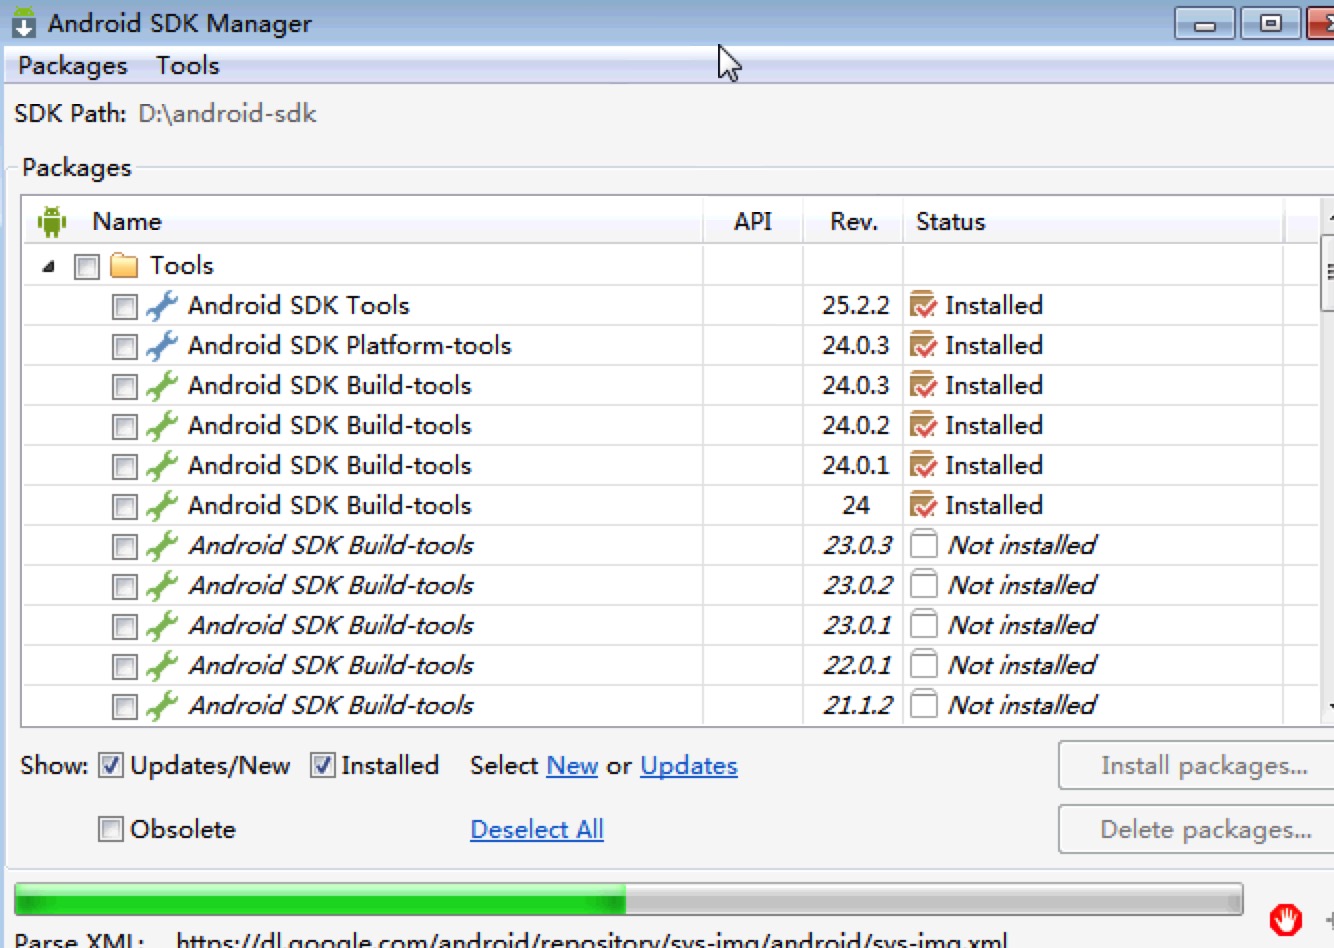 Android SDK Manager
Packages Tools
SDK Path: D:\android-sdk
Packages
Name API Rev. Status
Tools
Android SDK Tools 25.2.2 Installed
Android SDK Platform-tools 24.0.3 Installed
Android SDK Build-tools 24.0.3 Installed
Android SDK Build-tools 24.0.2 Installed
Android SDK Build-tools 24.0.1 Installed
Android SDK Build-tools 24 Installed
Android SDK Build-tools 23.0.3 Not installed
Android SDK Build-tools 23.0.2 Not installed
Android SDK Build-tools 23.0.1 Not installed
Android SDK Build-tools 22.0.1 Not installed
Android SDK Build-tools 21.1.2 Not installed
Show: Updates/New Installed Select New or Updates Install packages...
Obsolete Deselect All Delete packages...
Parse XML: https://dl.google.com/android/repository/sys-img/android/sys-img.xml